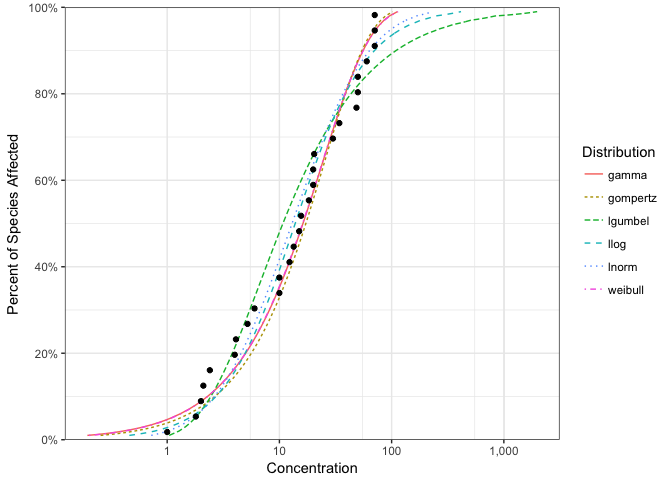 100%
80%
60%
40%
20%
0%
Percent of Species Affected
1
10
100
1,000
Concentration
Distribution
gamma
gompertz
lgumbel
llog
lnorm
weibull